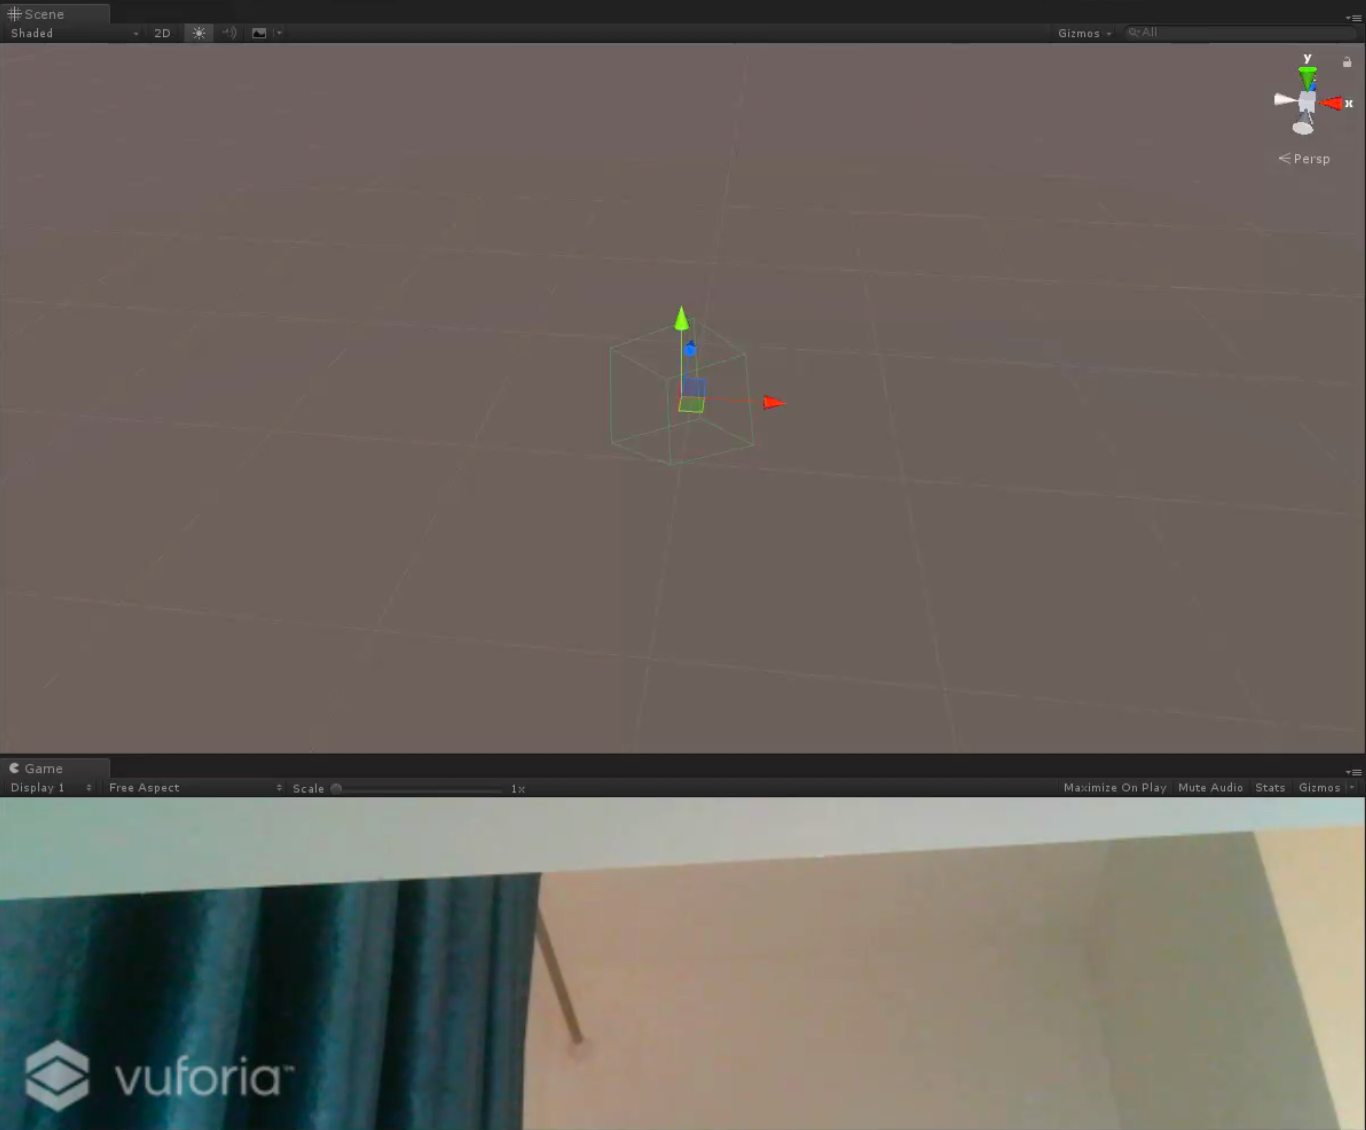 Scene
Shaded 2D Gizmos All
y
x
Persp
Game
Display 1 Free Aspect Scale 1x Maximize On Play Mute Audio Stats Gizmos
vuforia™